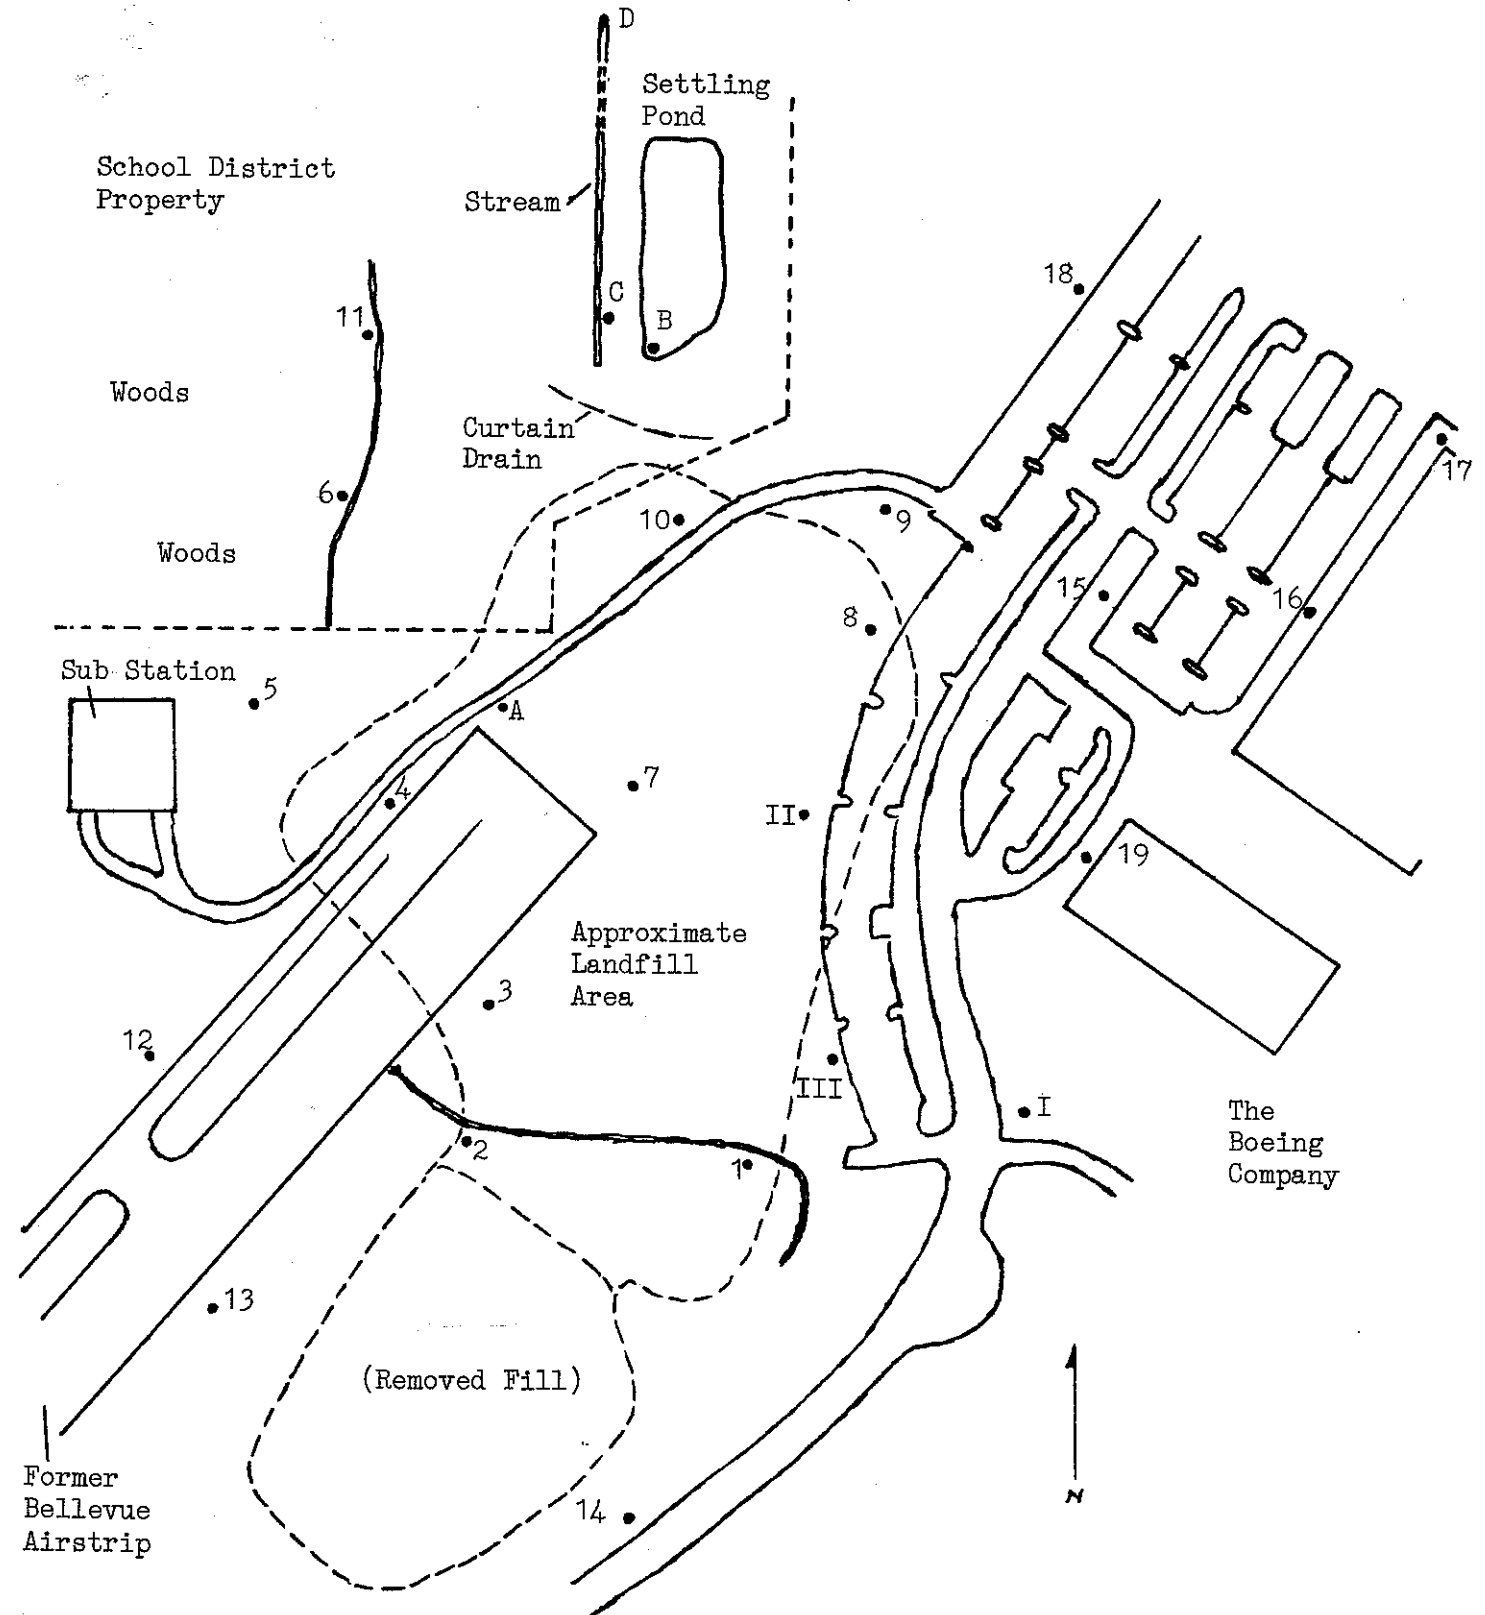 D
Settling
Pond
School District
Property
Stream
18
C
11
B
Woods
Curtain
Drain
17
6
10
9
Woods
15
16
8
Sub Station
5
A
4
7
II
19
Approximate
Landfill
Area
3
12
III
I
The
Boeing
Company
2
1
13
(Removed Fill)
Former
Bellevue
Airstrip
N
14